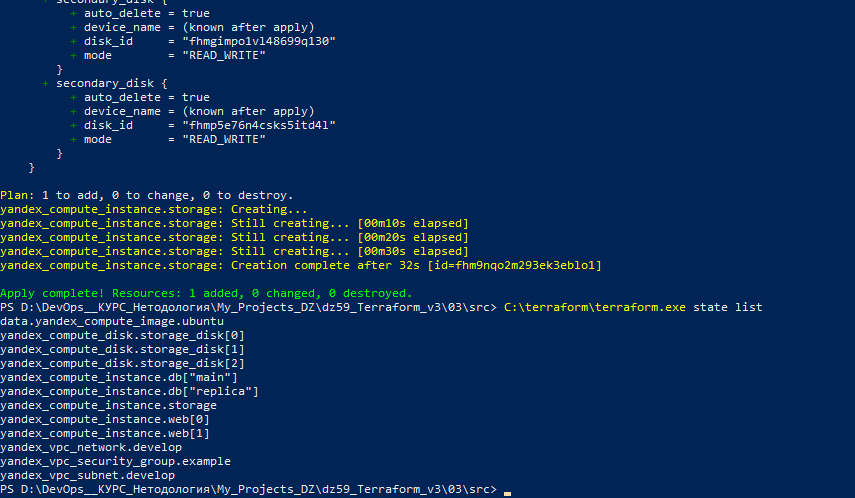 + secondary_disk {
+ auto_delete = true
+ device_name = (known after apply)
+ disk_id     = "fhmgimpo1vl48699q130"
+ mode        = "READ_WRITE"
}
+ secondary_disk {
+ auto_delete = true
+ device_name = (known after apply)
+ disk_id     = "fhmp5e76n4csks5itd4l"
+ mode        = "READ_WRITE"
}
}
Plan: 1 to add, 0 to change, 0 to destroy.
yandex_compute_instance.storage: Creating...
yandex_compute_instance.storage: Still creating... [00m10s elapsed]
yandex_compute_instance.storage: Still creating... [00m20s elapsed]
yandex_compute_instance.storage: Still creating... [00m30s elapsed]
yandex_compute_instance.storage: Creation complete after 32s [id=fhm9nqo2m293ek3eblo1]
Apply complete! Resources: 1 added, 0 changed, 0 destroyed.
PS D:\DevOps__КУРС_Нетодология\My_Projects_DZ\dz59_Terraform_v3\03\src> C:\terraform\terraform.exe state list
data.yandex_compute_image.ubuntu
yandex_compute_disk.storage_disk[0]
yandex_compute_disk.storage_disk[1]
yandex_compute_disk.storage_disk[2]
yandex_compute_instance.db["main"]
yandex_compute_instance.db["replica"]
yandex_compute_instance.storage
yandex_compute_instance.web[0]
yandex_compute_instance.web[1]
yandex_vpc_network.develop
yandex_vpc_security_group.example
yandex_vpc_subnet.develop
PS D:\DevOps__КУРС_Нетодология\My_Projects_DZ\dz59_Terraform_v3\03\src>